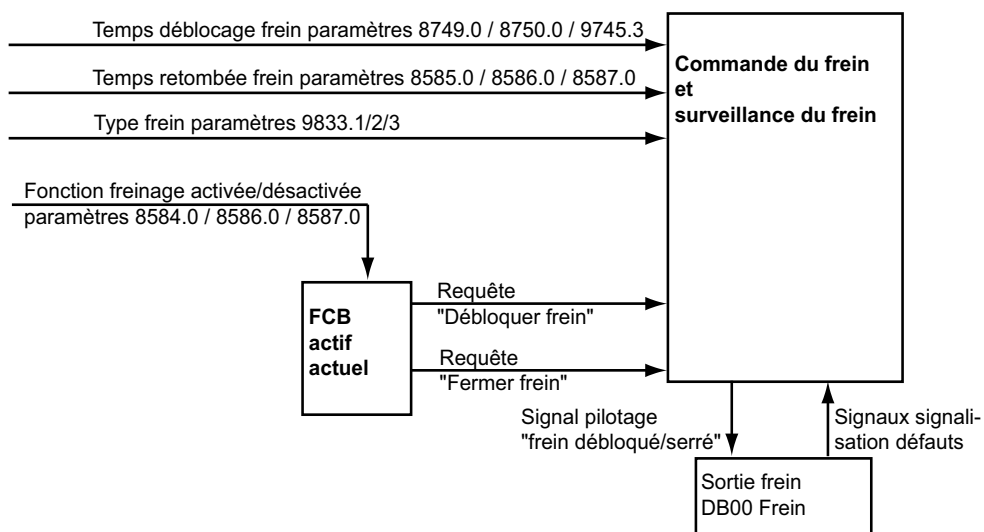 Temps déblocage frein paramètres 8749.0 / 8750.0 / 9745.3
Temps retombée frein paramètres 8585.0 / 8586.0 / 8587.0
Type frein paramètres 9833.1/2/3
Commande du frein
et
surveillance du frein
Fonction freinage activée/désactivée
paramètres 8584.0 / 8586.0 / 8587.0
FCB
actif
actuel
Requête
"Débloquer frein"
Requête
"Fermer frein"
Signal pilotage
"frein débloqué/serré"
Signaux signali-
sation défauts
Sortie frein
DB00 Frein